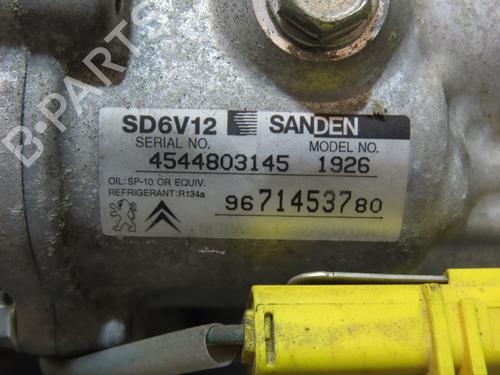 SD6V12 SANDEN
SERIAL NO. MODEL NO.
4544803145 1926
OIL: SP-10 OR EQUIV.
REFRIGERANT: R134a
9671453780
B-PARTS